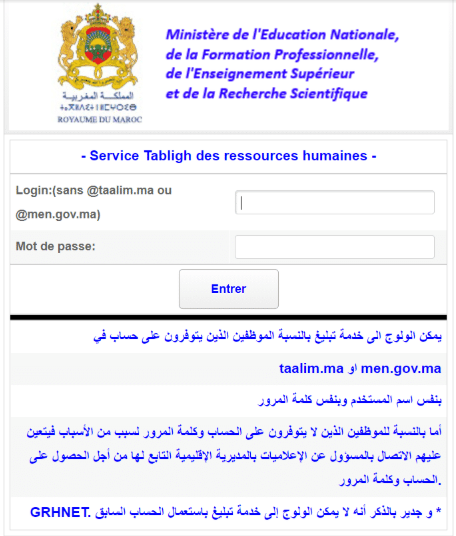 Ministère de l'Education Nationale,
de la Formation Professionnelle,
de l'Enseignement Supérieur
et de la Recherche Scientifique
المملكة المغربية
ⵜⴰⴳⵍⴷⵉⵜ ⵏ ⵍⵎⵖⵔⵉⴱ
ROYAUME DU MAROC
- Service Tabligh des ressources humaines -
Login:(sans @taalim.ma ou
@men.gov.ma)
Mot de passe:
Entrer
يمكن الولوج الى خدمة تبليغ بالنسبة الموظفين الذين يتوفرون على حساب في
taalim.ma او men.gov.ma
بنفس اسم المستخدم وبنفس كلمة المرور
أما بالنسبة للموظفين الذين لا يتوفرون على الحساب وكلمة المرور لسبب من الأسباب فيتعين
عليهم الاتصال بالمسؤول عن الإعلاميات بالمديرية الإقليمية التابع لها من أجل الحصول على
.الحساب وكلمة المرور
* و جدير بالذكر أنه لا يمكن الولوج إلى خدمة تبليغ باستعمال الحساب السابق .GRHNET